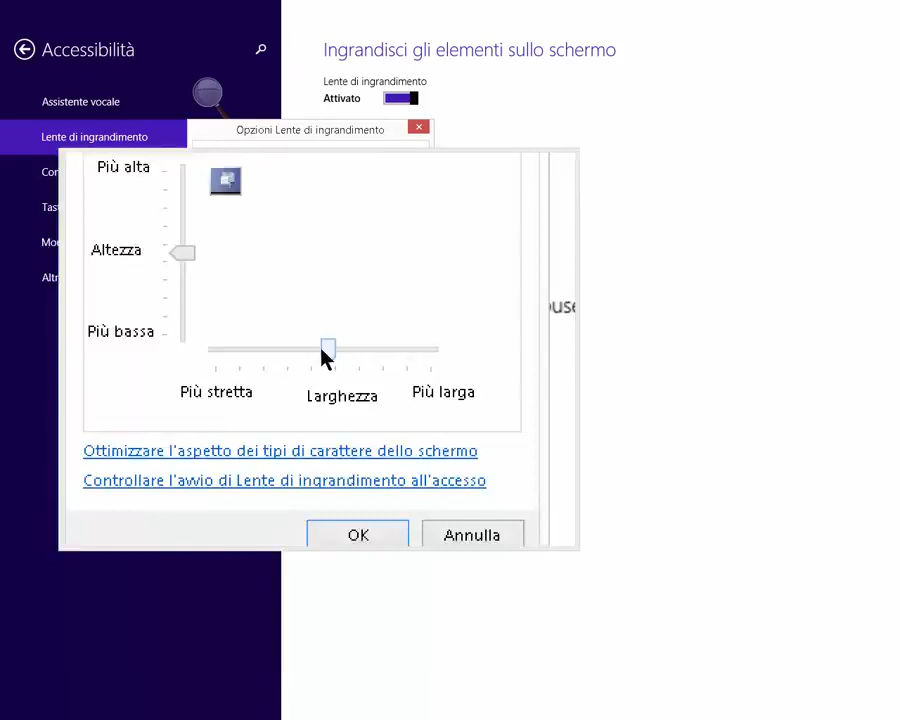 Accessibilità
Ingrandisci gli elementi sullo schermo
Lente di ingrandimento
Attivato
Assistente vocale
Opzioni Lente di ingrandimento
Lente di ingrandimento
Più alta
Altezza
Più bassa
Più stretta
Larghezza
Più larga
Ottimizzare l'aspetto dei tipi di carattere dello schermo
Controllare l'avvio di Lente di ingrandimento all'accesso
OK
Annulla